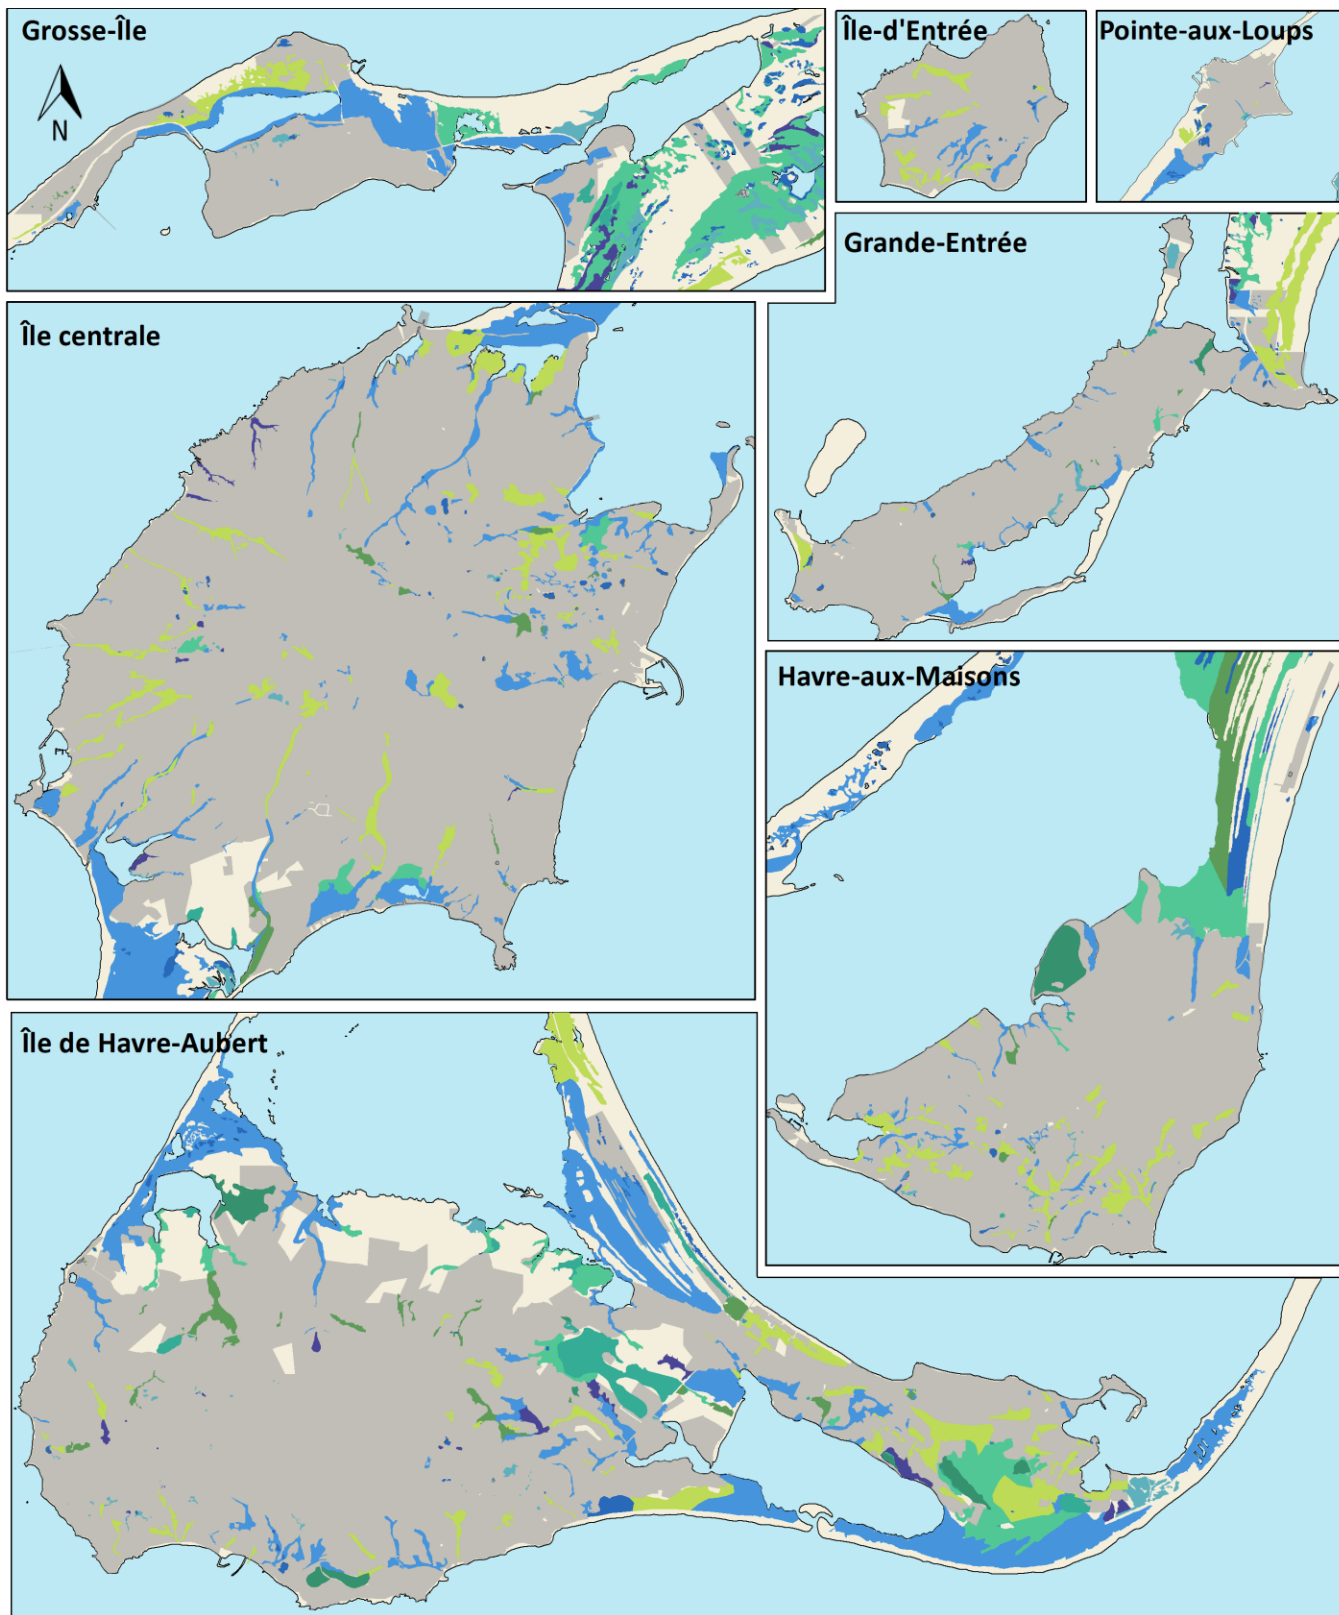 Grosse-Île
N
Île-d'Entrée
Pointe-aux-Loups
Grande-Entrée
Île centrale
Havre-aux-Maisons
Île de Havre-Aubert